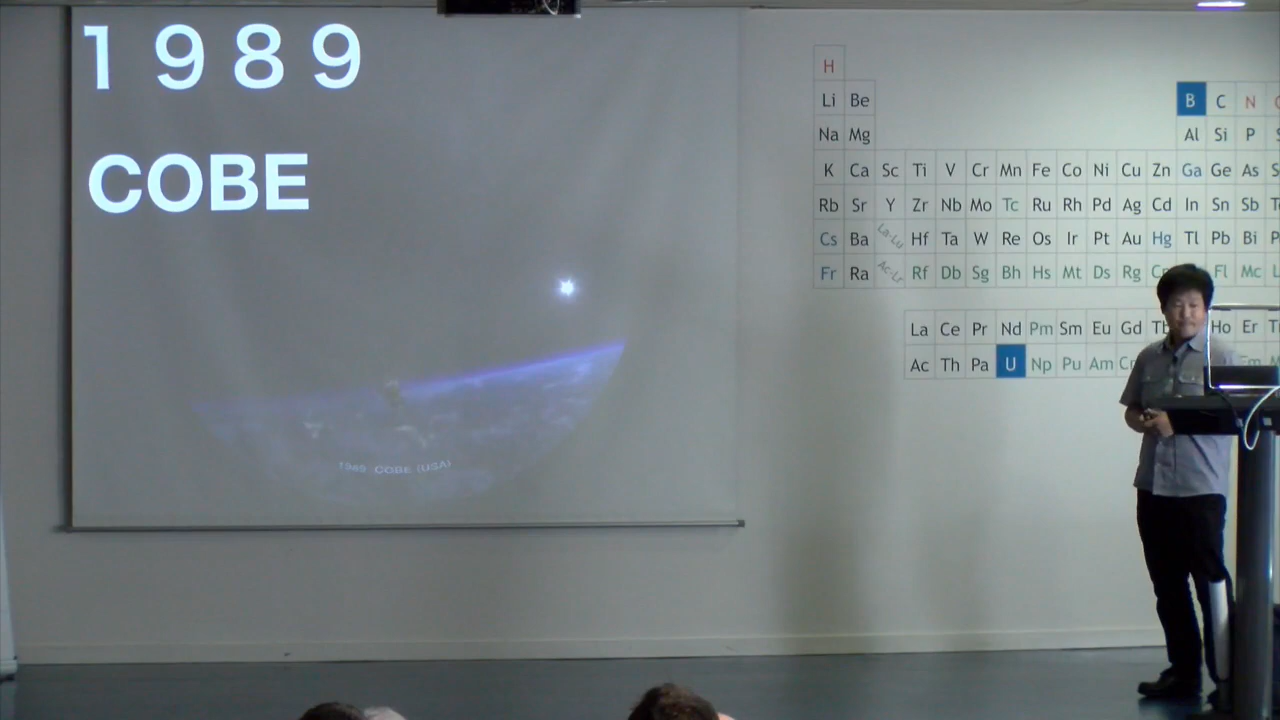 1989
COBE
1989 COBE (USA)
H
Li Be B C N
Na Mg Al Si P
K Ca Sc Ti V Cr Mn Fe Co Ni Cu Zn Ga Ge As
Rb Sr Y Zr Nb Mo Tc Ru Rh Pd Ag Cd In Sn Sb
Cs Ba La-Lu Hf Ta W Re Os Ir Pt Au Hg Tl Pb Bi
Fr Ra Ac-Lr Rf Db Sg Bh Hs Mt Ds Rg Fl Mc
La Ce Pr Nd Pm Sm Eu Gd Ho Er
Ac Th Pa U Np Pu Am